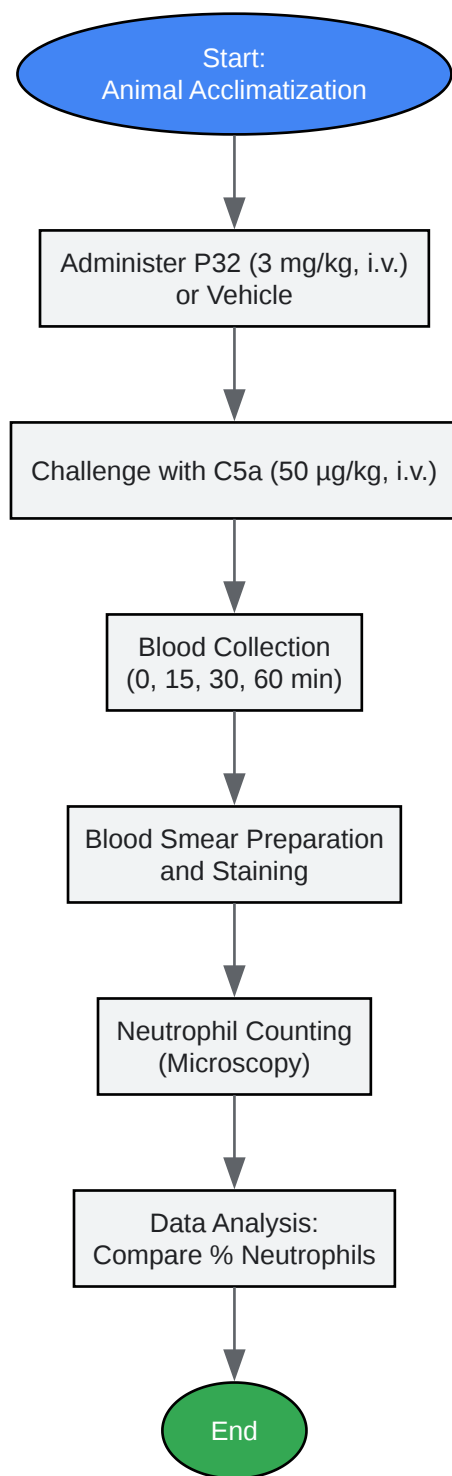 Start:
Animal Acclimatization
Administer P32 (3 mg/kg, i.v.)
or Vehicle
Challenge with C5a (50 µg/kg, i.v.)
Blood Collection
(0, 15, 30, 60 min)
Blood Smear Preparation
and Staining
Neutrophil Counting
(Microscopy)
Data Analysis:
Compare % Neutrophils
End